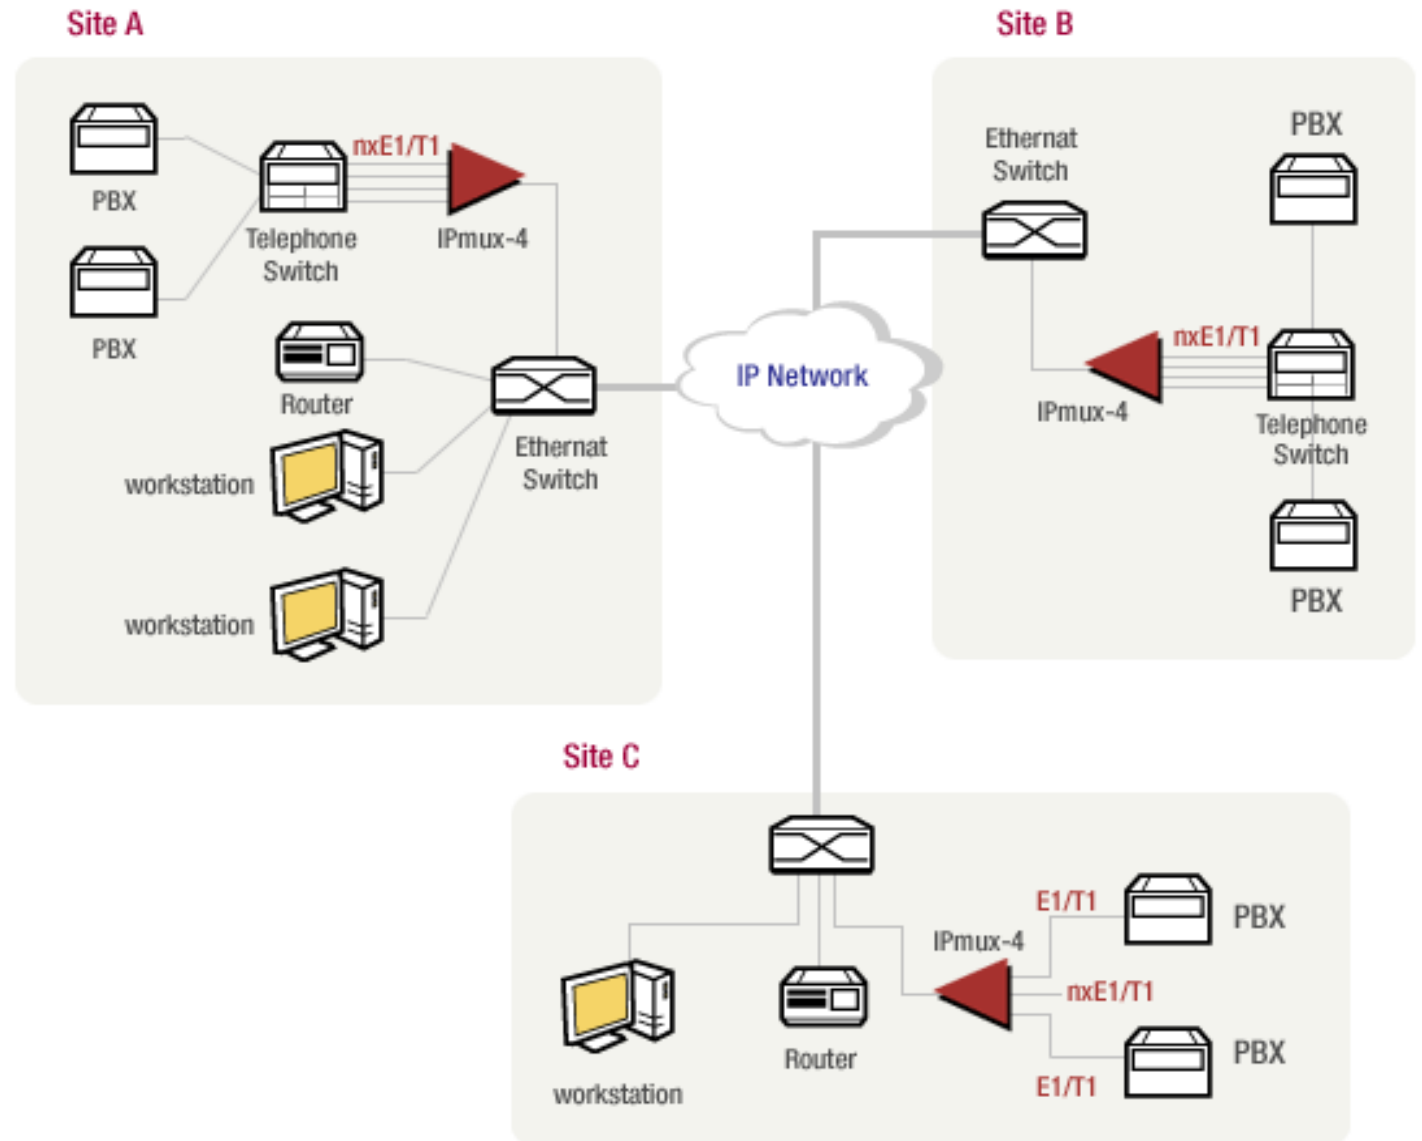 Site A
PBX
PBX
Telephone
Switch
nxE1/T1
IPmux-4
Router
workstation
workstation
Ethernat
Switch
IP Network
Site B
Ethernat
Switch
PBX
nxE1/T1
IPmux-4
Telephone
Switch
PBX
Site C
workstation
Router
IPmux-4
E1/T1
PBX
nxE1/T1
E1/T1
PBX